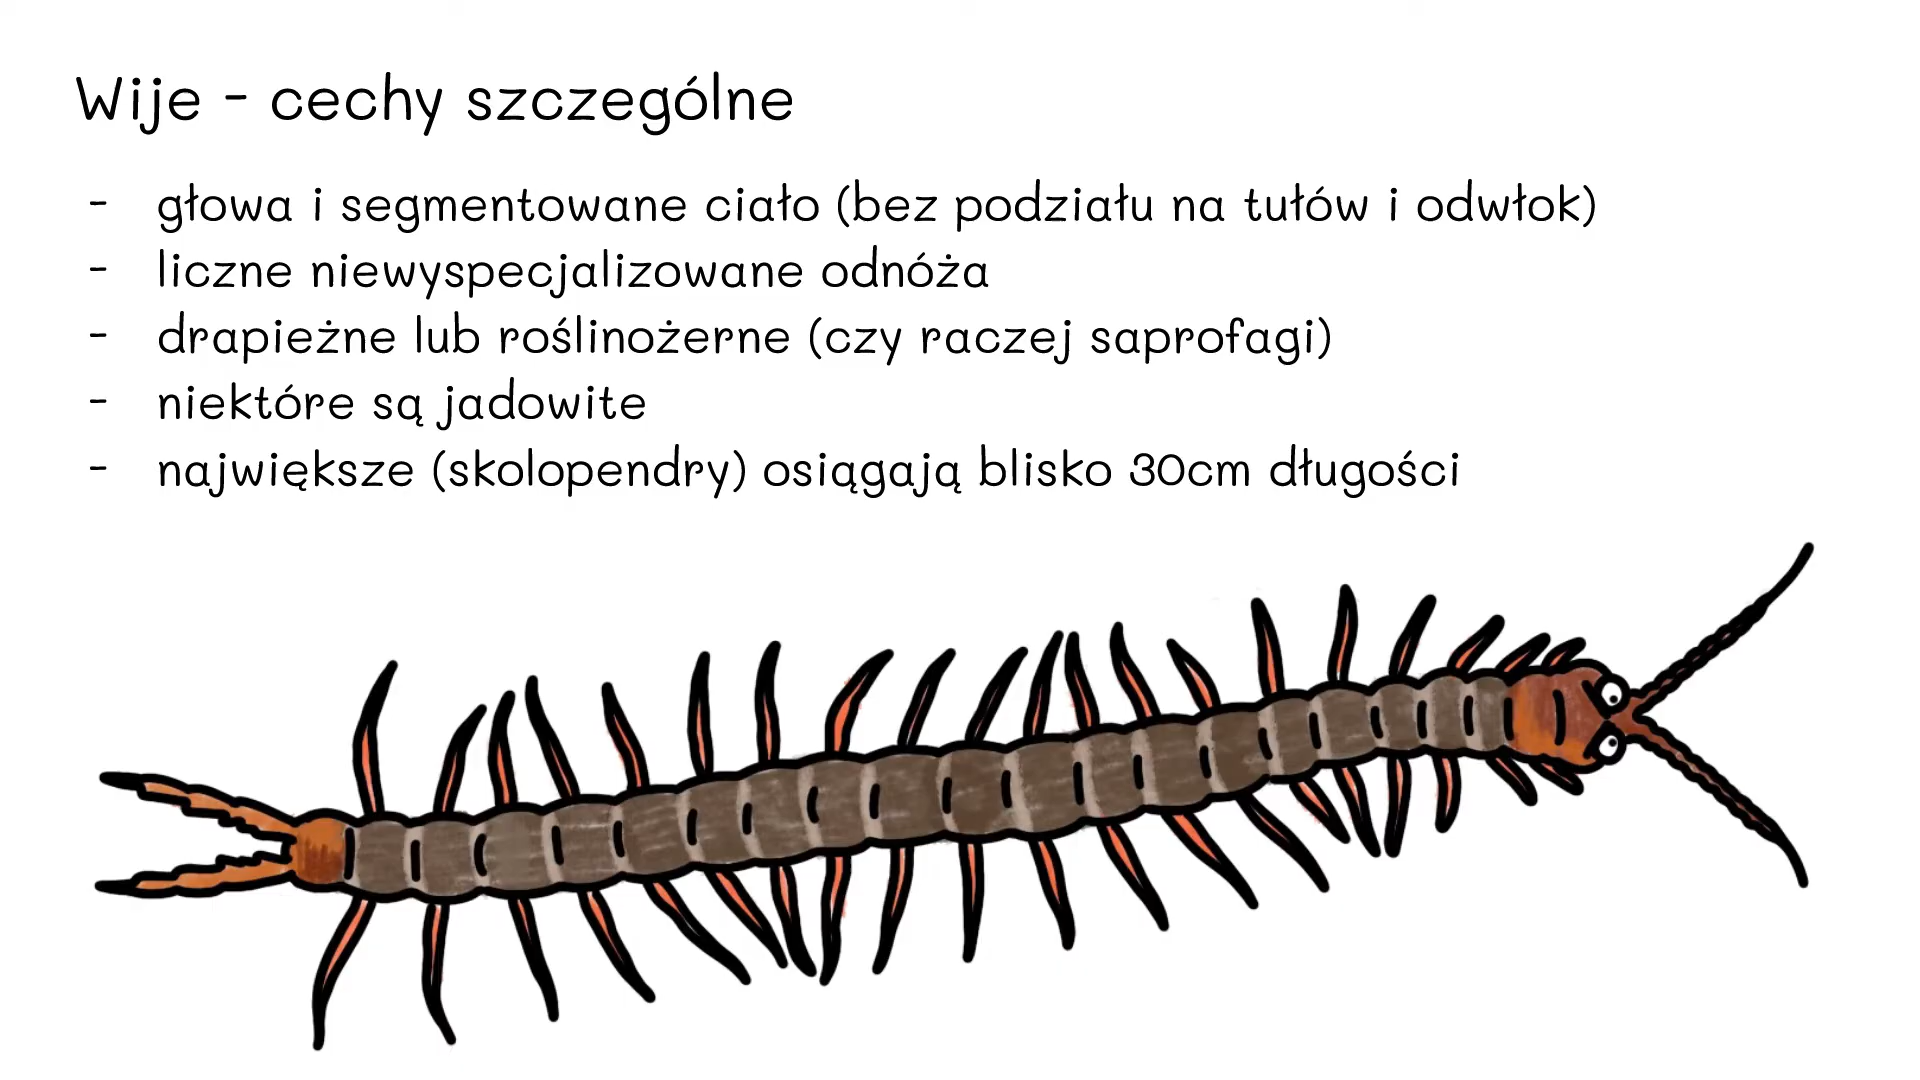 Wije - cechy szczególne
- głowa i segmentowane ciało (bez podziału na tułów i odwłok)
- liczne niewyspecjalizowane odnóża
- drapieżne lub roślinożerne (czy raczej saprofagi)
- niektóre są jadowite
- największe (skolopendry) osiągają blisko 30cm długości